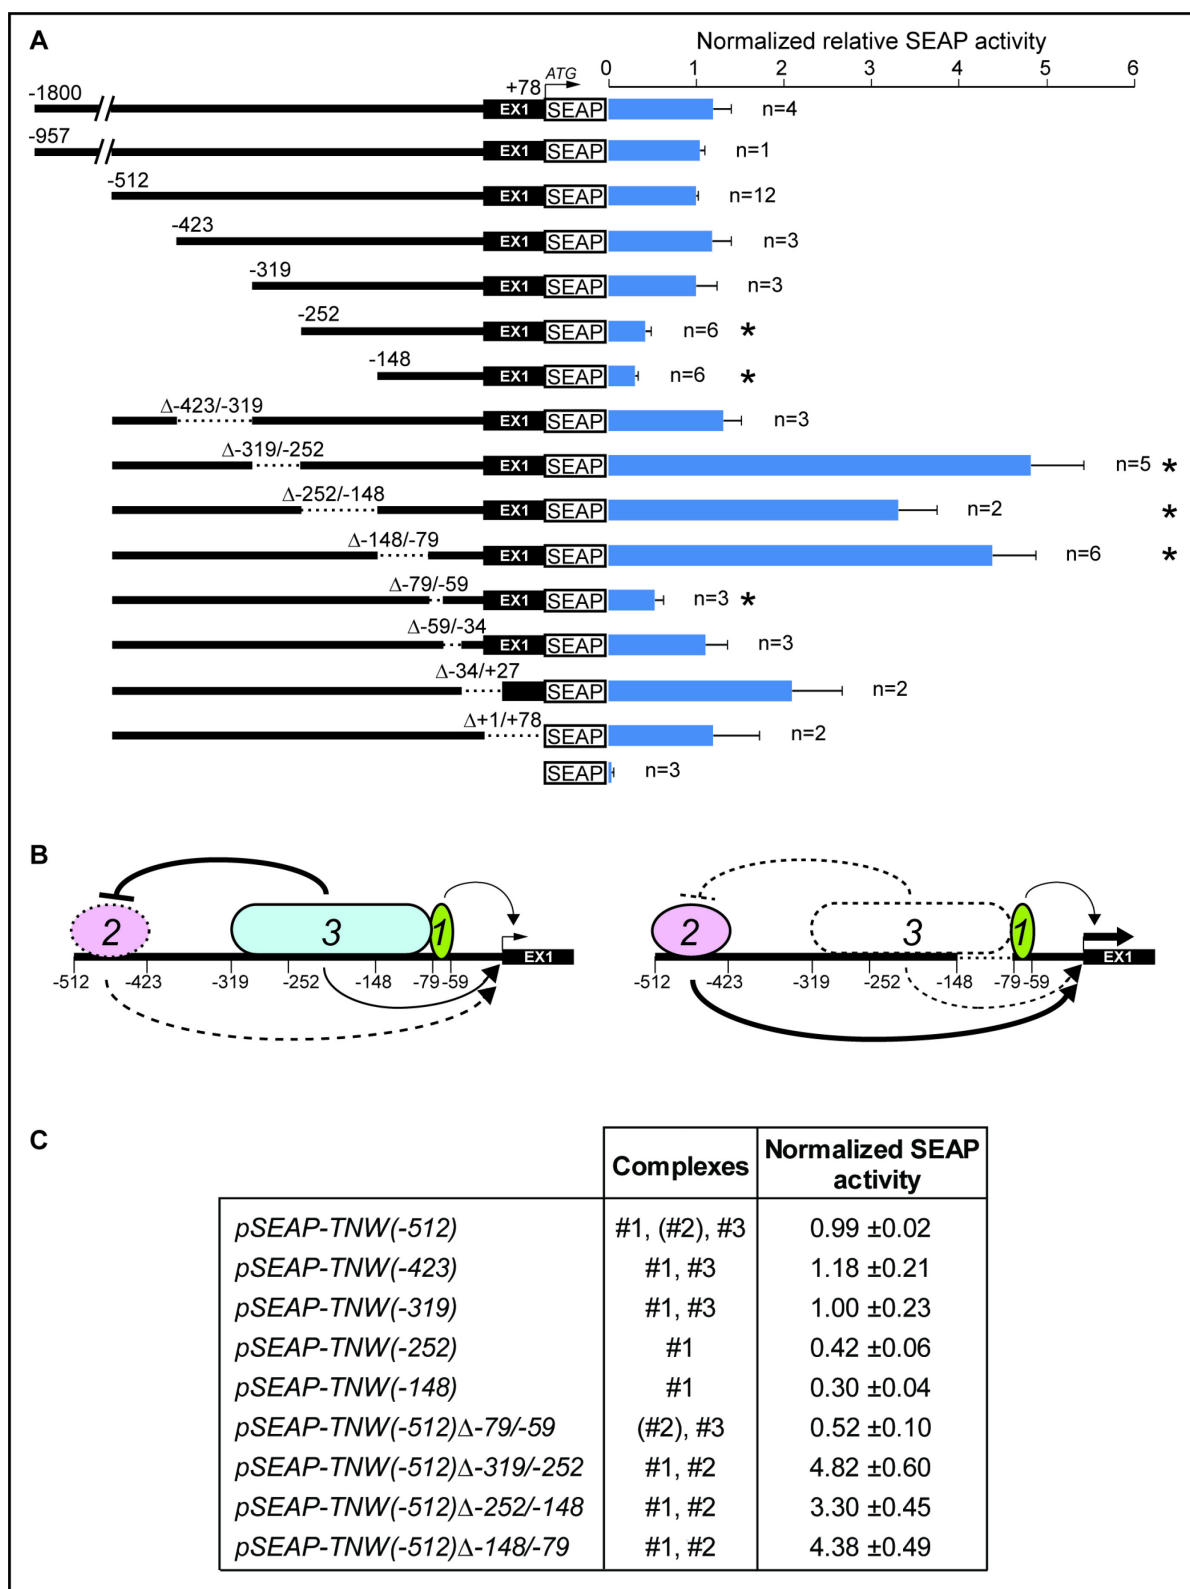 A
Normalized relative SEAP activity
0 1 2 3 4 5 6
-1800 +78 ATG
EX1 SEAP n=4
-957
EX1 SEAP n=1
-512
EX1 SEAP n=12
-423
EX1 SEAP n=3
-319
EX1 SEAP n=3
-252
EX1 SEAP n=6 *
-148
EX1 SEAP n=6 *
Δ-423/-319
EX1 SEAP n=3
Δ-319/-252
EX1 SEAP n=5 *
Δ-252/-148
EX1 SEAP n=2 *
Δ-148/-79
EX1 SEAP n=6 *
Δ-79/-59
EX1 SEAP n=3 *
Δ-59/-34
EX1 SEAP n=3
Δ-34/+27
SEAP n=2
Δ+1/+78
SEAP n=2
SEAP n=3
B
2 3 1 EX1
-512 -423 -319 -252 -148 -79 -59
2 3 1 EX1
-512 -423 -319 -252 -148 -79 -59
C
Complexes Normalized SEAP activity
pSEAP-TNW(-512) #1, (#2), #3 0.99 ±0.02
pSEAP-TNW(-423) #1, #3 1.18 ±0.21
pSEAP-TNW(-319) #1, #3 1.00 ±0.23
pSEAP-TNW(-252) #1 0.42 ±0.06
pSEAP-TNW(-148) #1 0.30 ±0.04
pSEAP-TNW(-512)Δ-79/-59 (#2), #3 0.52 ±0.10
pSEAP-TNW(-512)Δ-319/-252 #1, #2 4.82 ±0.60
pSEAP-TNW(-512)Δ-252/-148 #1, #2 3.30 ±0.45
pSEAP-TNW(-512)Δ-148/-79 #1, #2 4.38 ±0.49